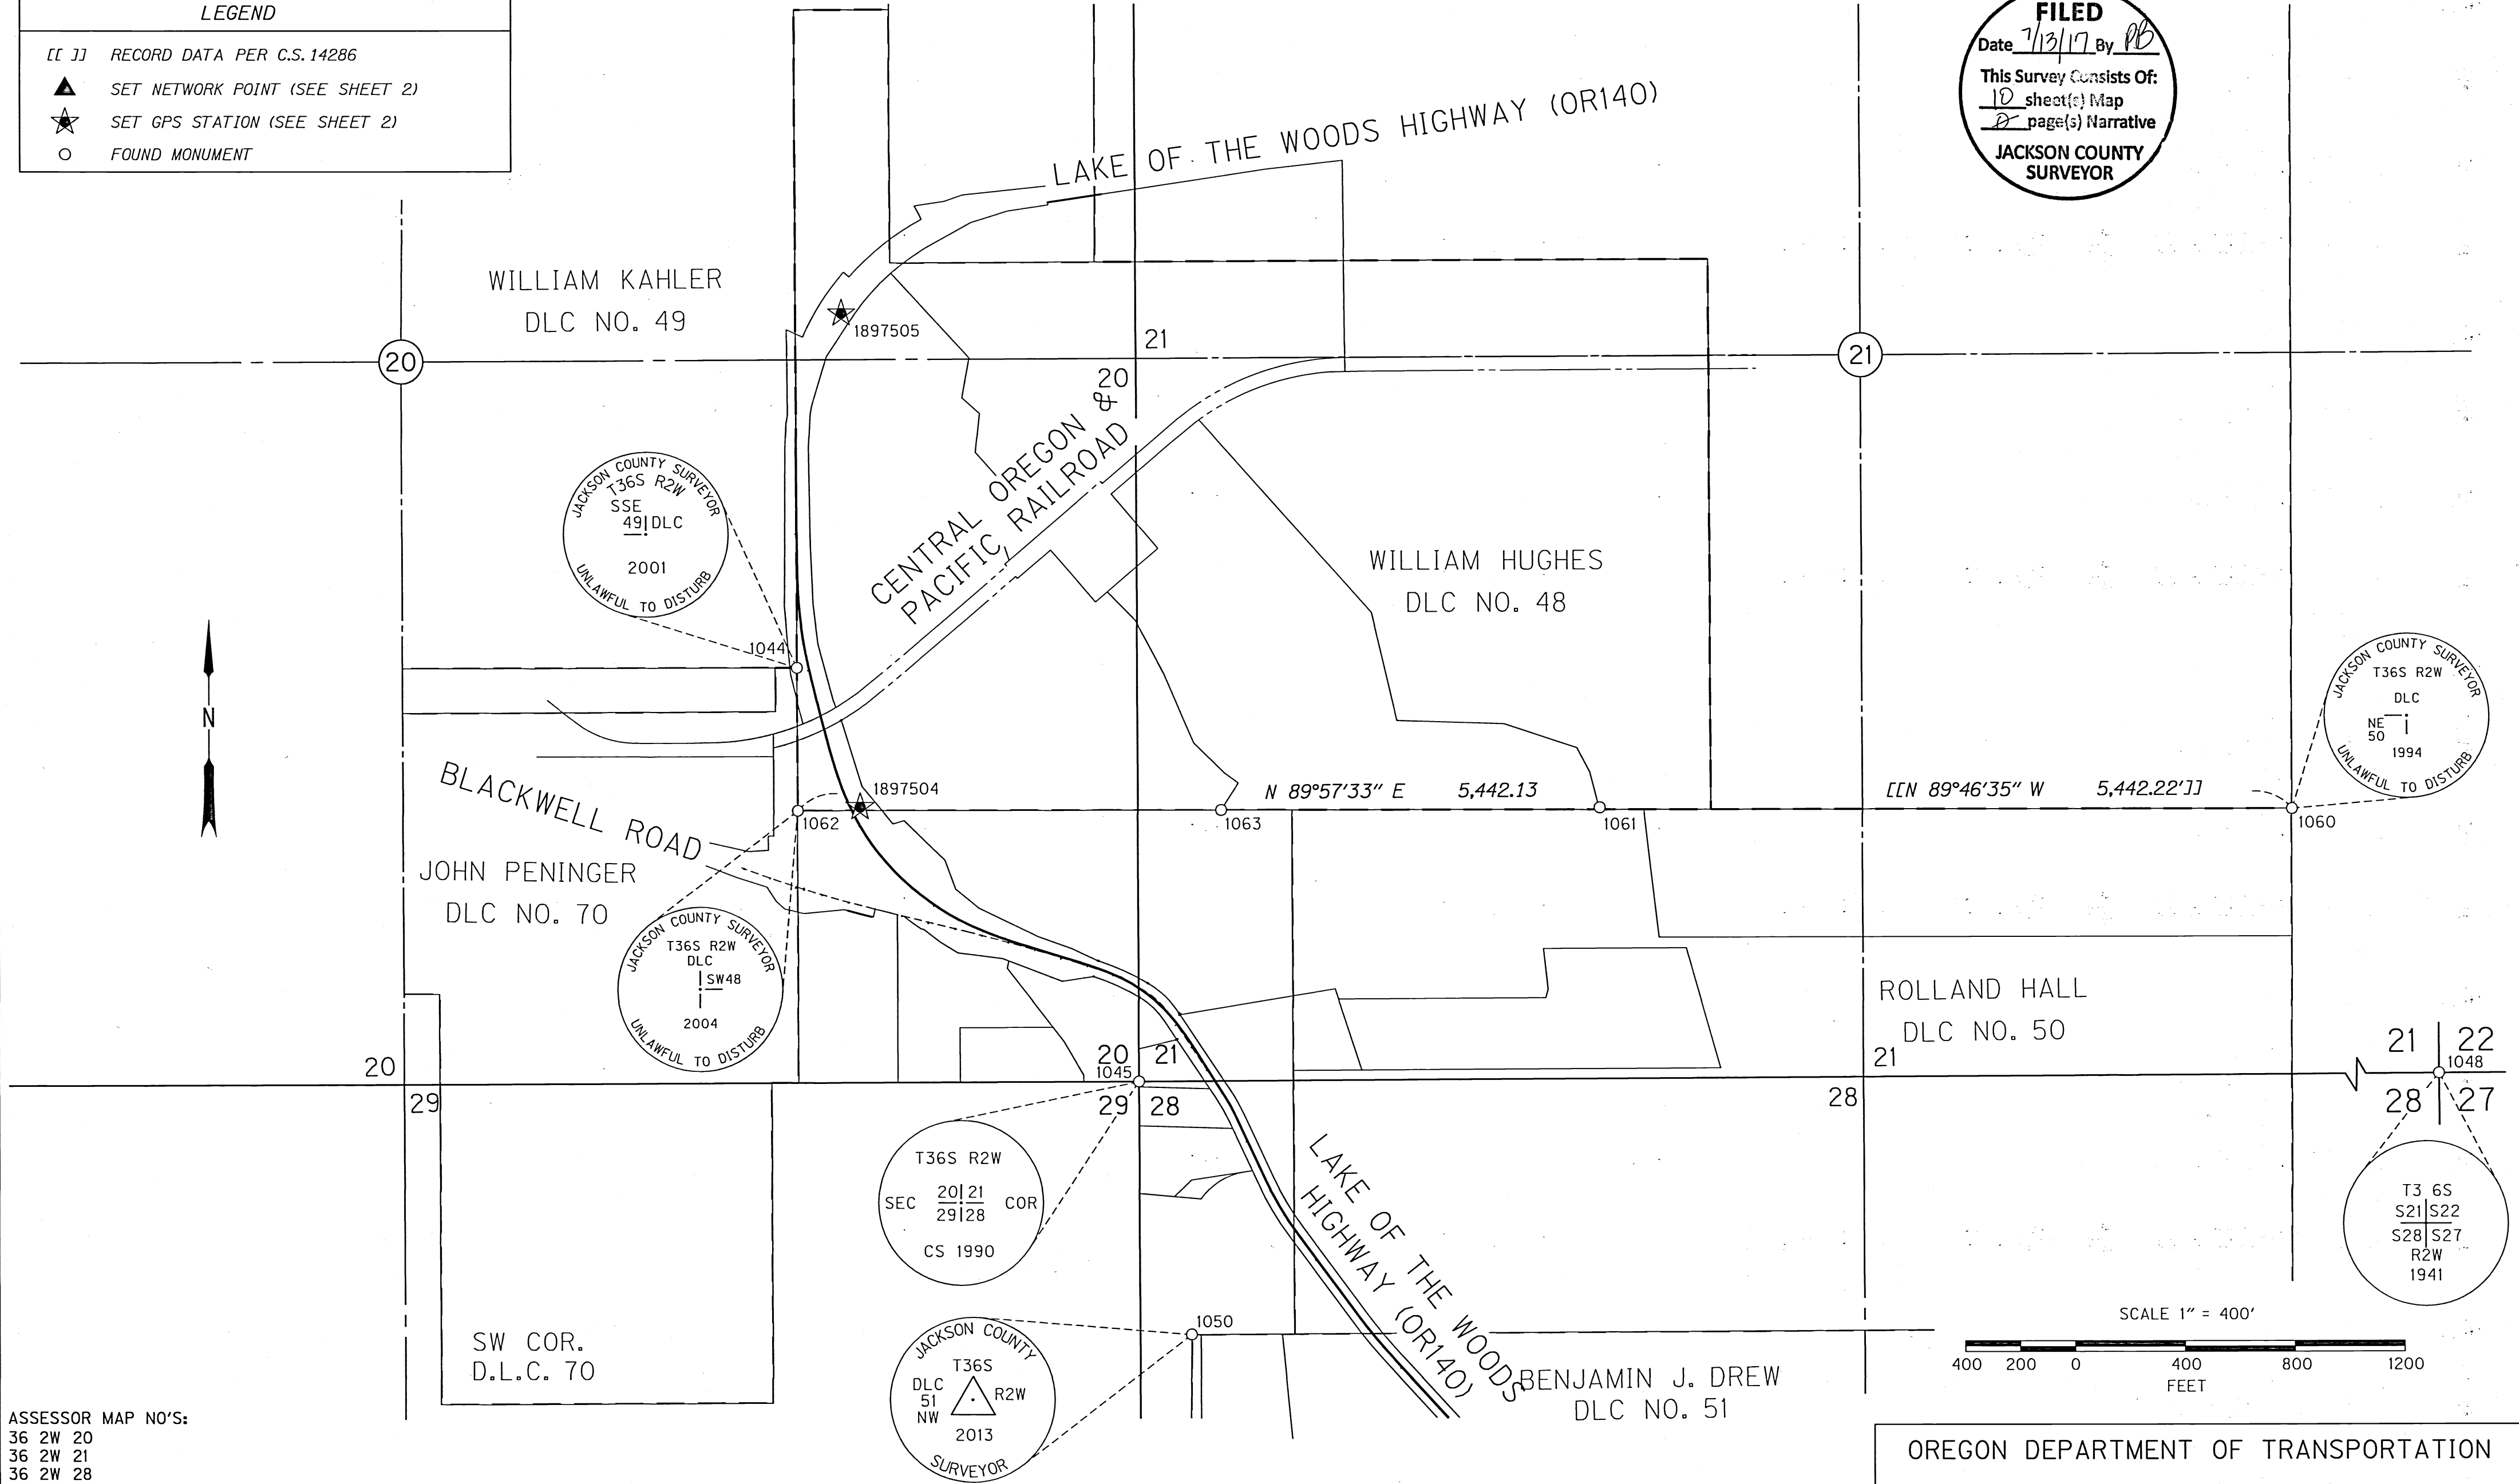 LEGEND
[[ ]] RECORD DATA PER C.S. 14286
SET NETWORK POINT (SEE SHEET 2)
SET GPS STATION (SEE SHEET 2)
FOUND MONUMENT
FILED
Date 7/13/17 By PB
This Survey Consists Of:
10 sheet(s) Map
page(s) Narrative
JACKSON COUNTY
SURVEYOR
LAKE OF THE WOODS HIGHWAY (OR140)
WILLIAM KAHLER
DLC NO. 49
1897505
20
21
20
21
CENTRAL OREGON &
PACIFIC RAILROAD
JACKSON COUNTY SURVEYOR
T36S R2W
SSE
49 DLC
2001
UNLAWFUL TO DISTURB
1044
WILLIAM HUGHES
DLC NO. 48
N
JACKSON COUNTY SURVEYOR
T36S R2W
DLC
NE
50
1994
UNLAWFUL TO DISTURB
BLACKWELL ROAD
1897504
N 89°57'33" E 5,442.13
[[N 89°46'35" W 5,442.22']]
1062
1063
1061
1060
JOHN PENINGER
DLC NO. 70
JACKSON COUNTY SURVEYOR
T36S R2W
DLC
SW48
2004
UNLAWFUL TO DISTURB
ROLLAND HALL
DLC NO. 50
20
29
20 21
1045
29 28
21
28
21 22
1048
28 27
T36S R2W
SEC 20 21 COR
29 28
CS 1990
T3 6S
S21 S22
S28 S27
R2W
1941
LAKE OF THE WOODS
HIGHWAY (OR140)
SW COR.
D.L.C. 70
1050
JACKSON COUNTY
T36S
DLC
51
NW
R2W
2013
SURVEYOR
BENJAMIN J. DREW
DLC NO. 51
SCALE 1" = 400'
400 200 0 400 800 1200
FEET
ASSESSOR MAP NO'S:
36 2W 20
36 2W 21
36 2W 28
OREGON DEPARTMENT OF TRANSPORTATION